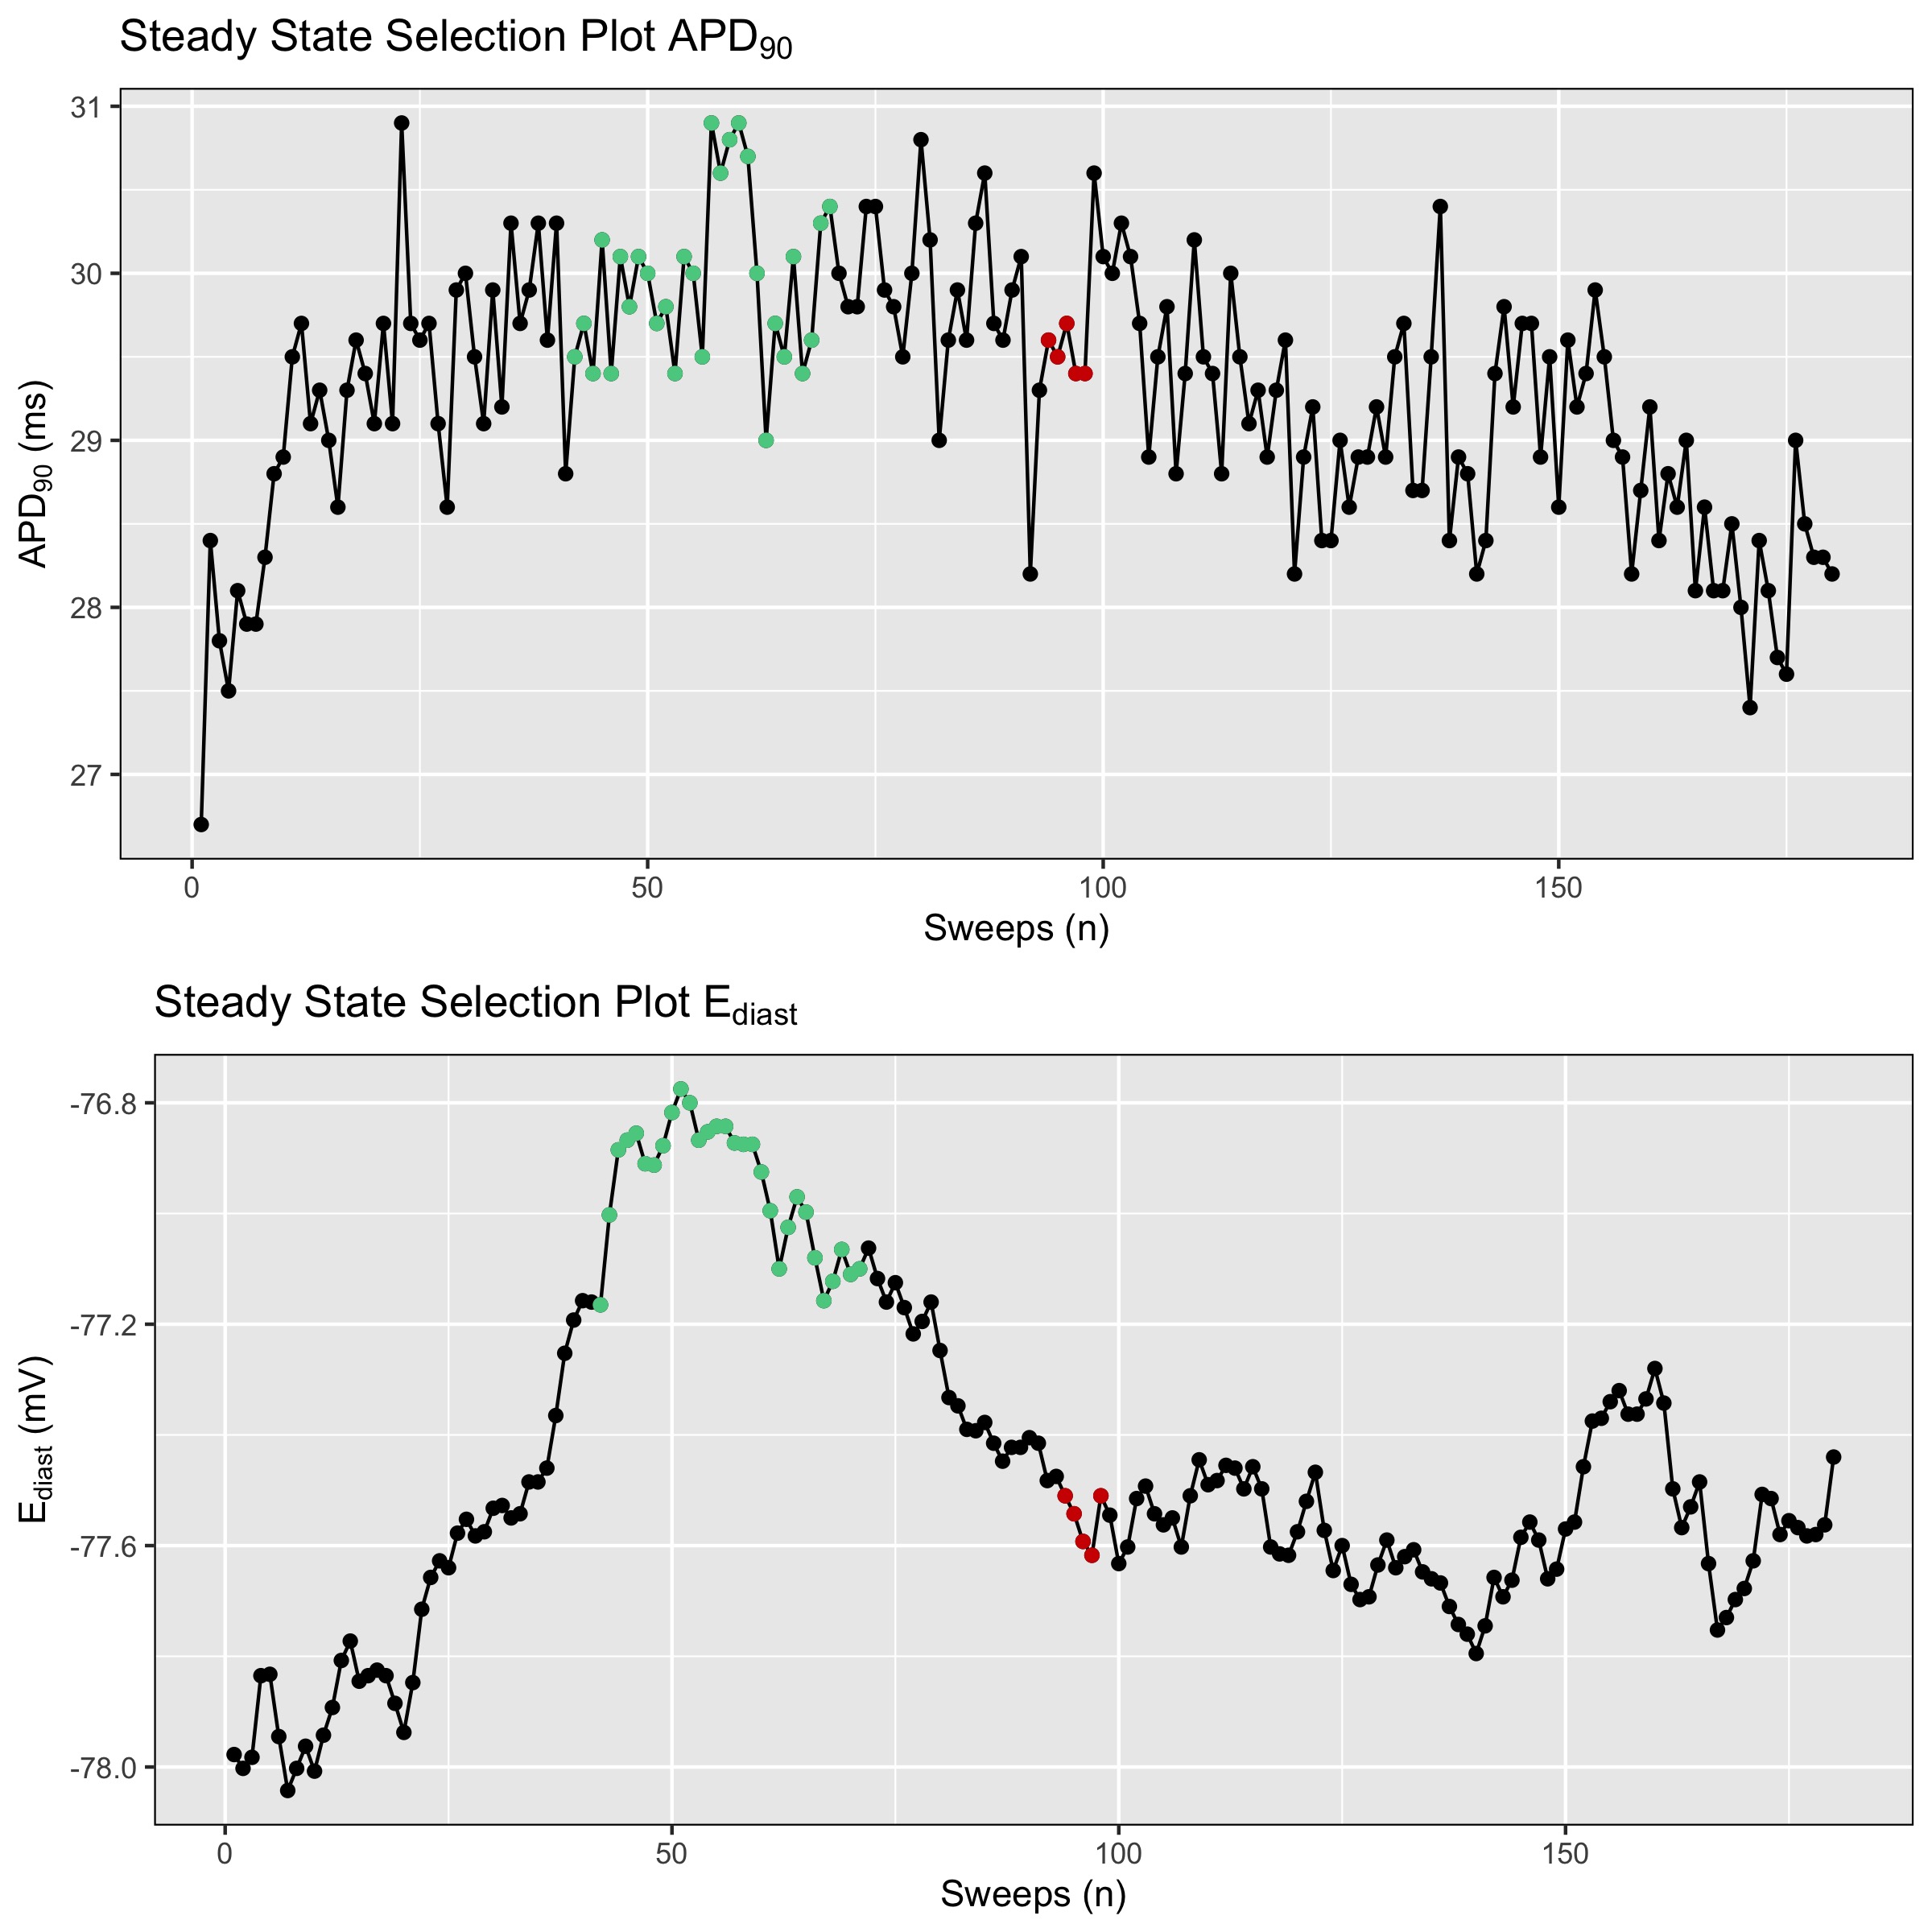 Steady State Selection Plot APD90
31
30
29
28
27
APD90 (ms)
0 50 100 150
Sweeps (n)
Steady State Selection Plot Ediast
-76.8
-77.2
-77.6
-78.0
Ediast (mV)
0 50 100 150
Sweeps (n)